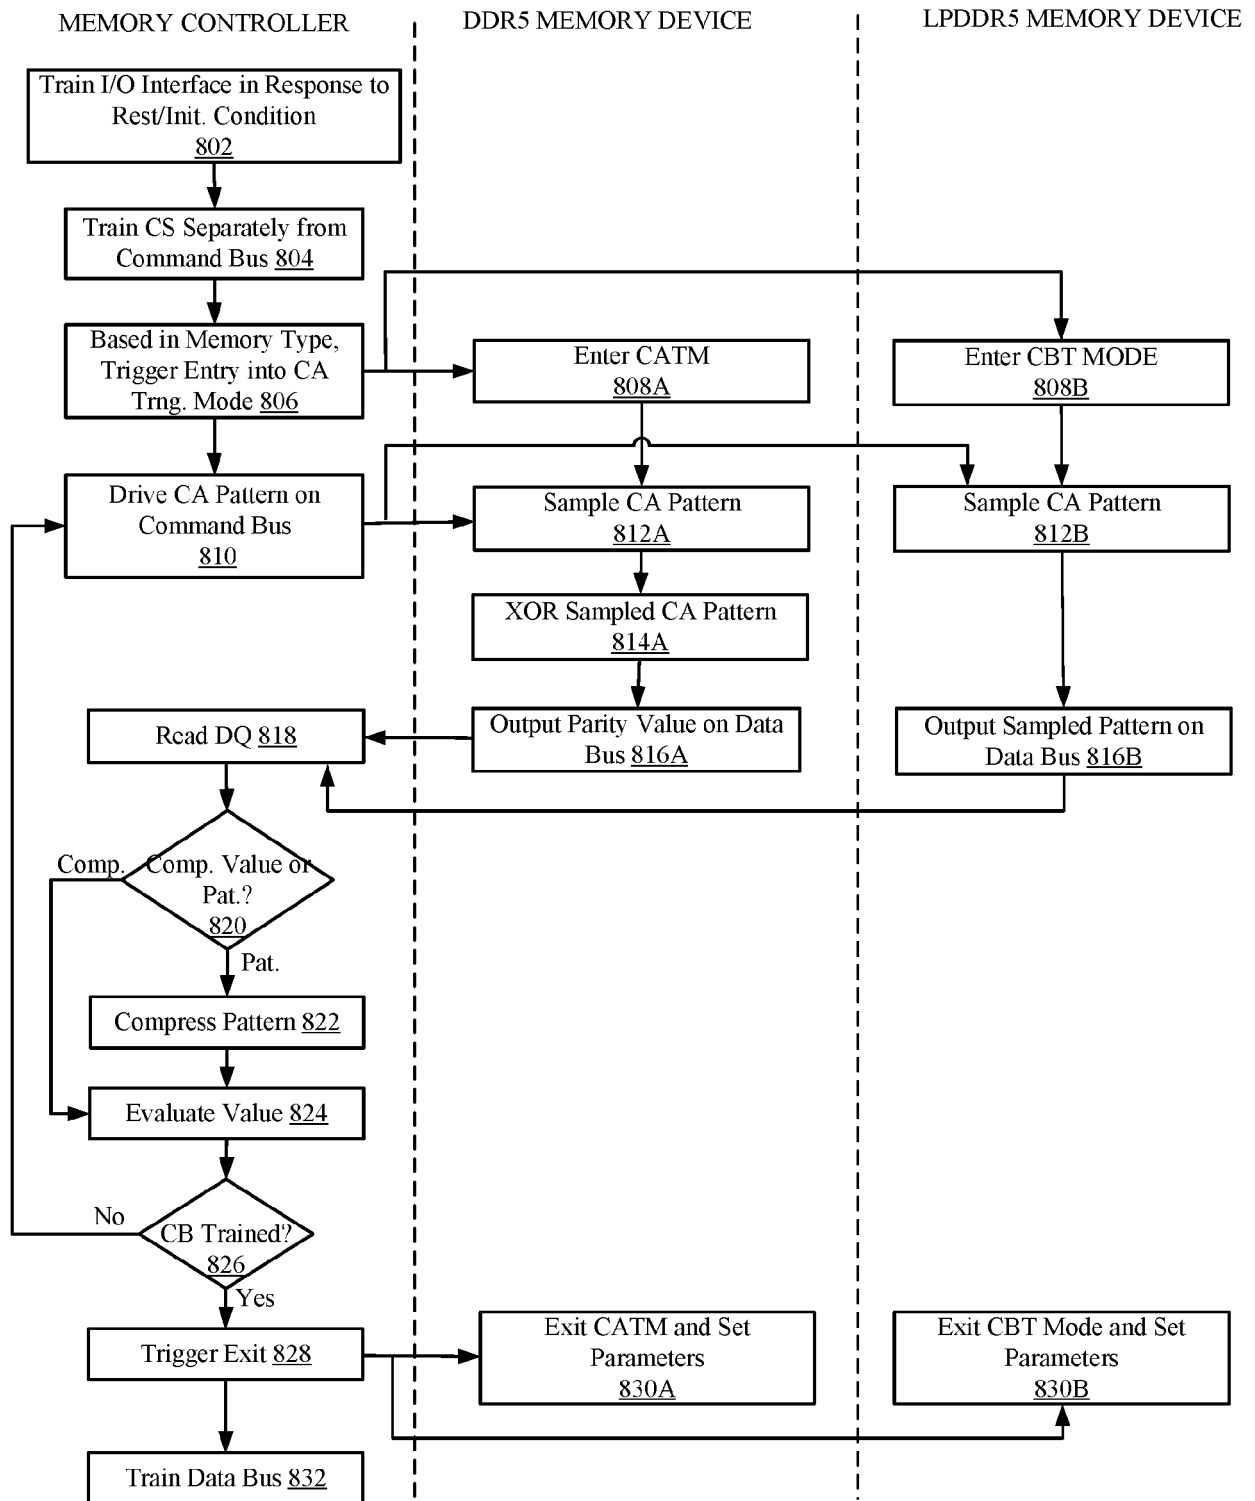 MEMORY CONTROLLER
DDR5 MEMORY DEVICE
LPDDR5 MEMORY DEVICE
Train I/O Interface in Response to
Rest/Init. Condition
802
Train CS Separately from
Command Bus 804
Based in Memory Type,
Trigger Entry into CA
Trng. Mode 806
Enter CATM
808A
Enter CBT MODE
808B
Drive CA Pattern on
Command Bus
810
Sample CA Pattern
812A
Sample CA Pattern
812B
XOR Sampled CA Pattern
814A
Read DQ 818
Output Parity Value on Data
Bus 816A
Output Sampled Pattern on
Data Bus 816B
Comp.
Comp. Value or
Pat.?
820
Pat.
Compress Pattern 822
Evaluate Value 824
No
CB Trained?
826
Yes
Trigger Exit 828
Exit CATM and Set
Parameters
830A
Exit CBT Mode and Set
Parameters
830B
Train Data Bus 832